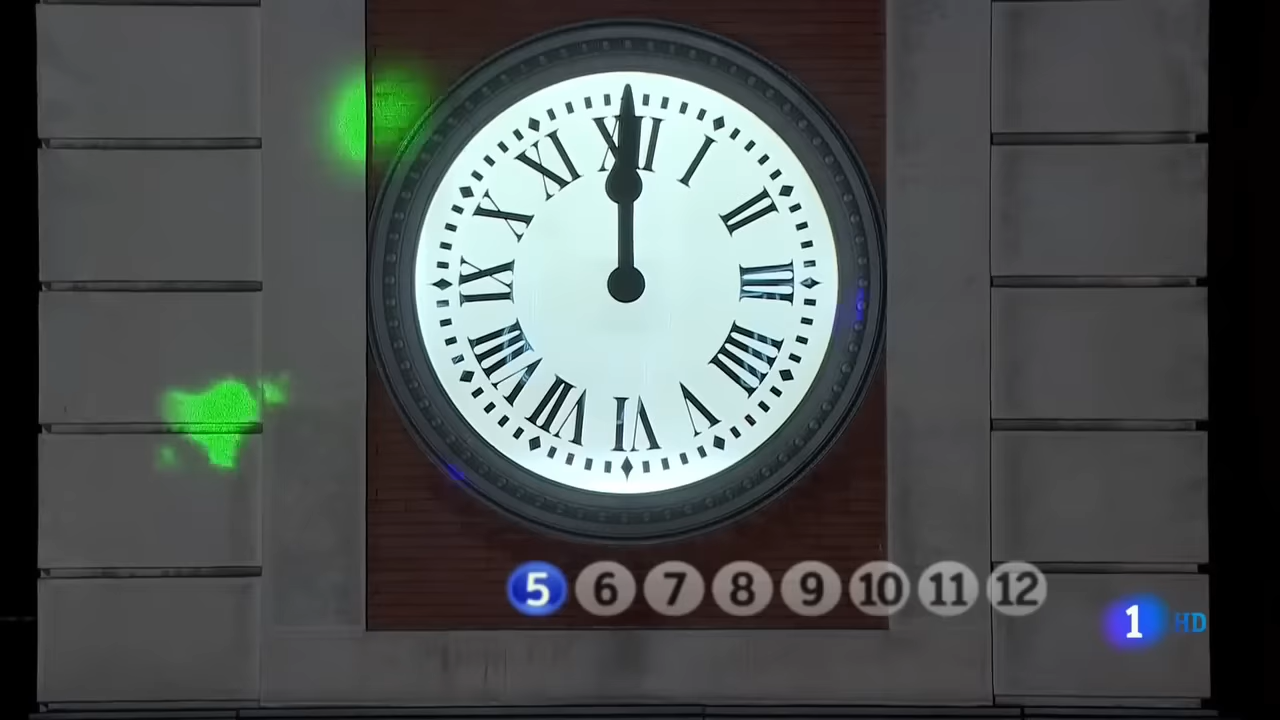 XI XII I
X II
IX III
VIII IIII
VII VI V
5 6 7 8 9 10 11 12
1 HD